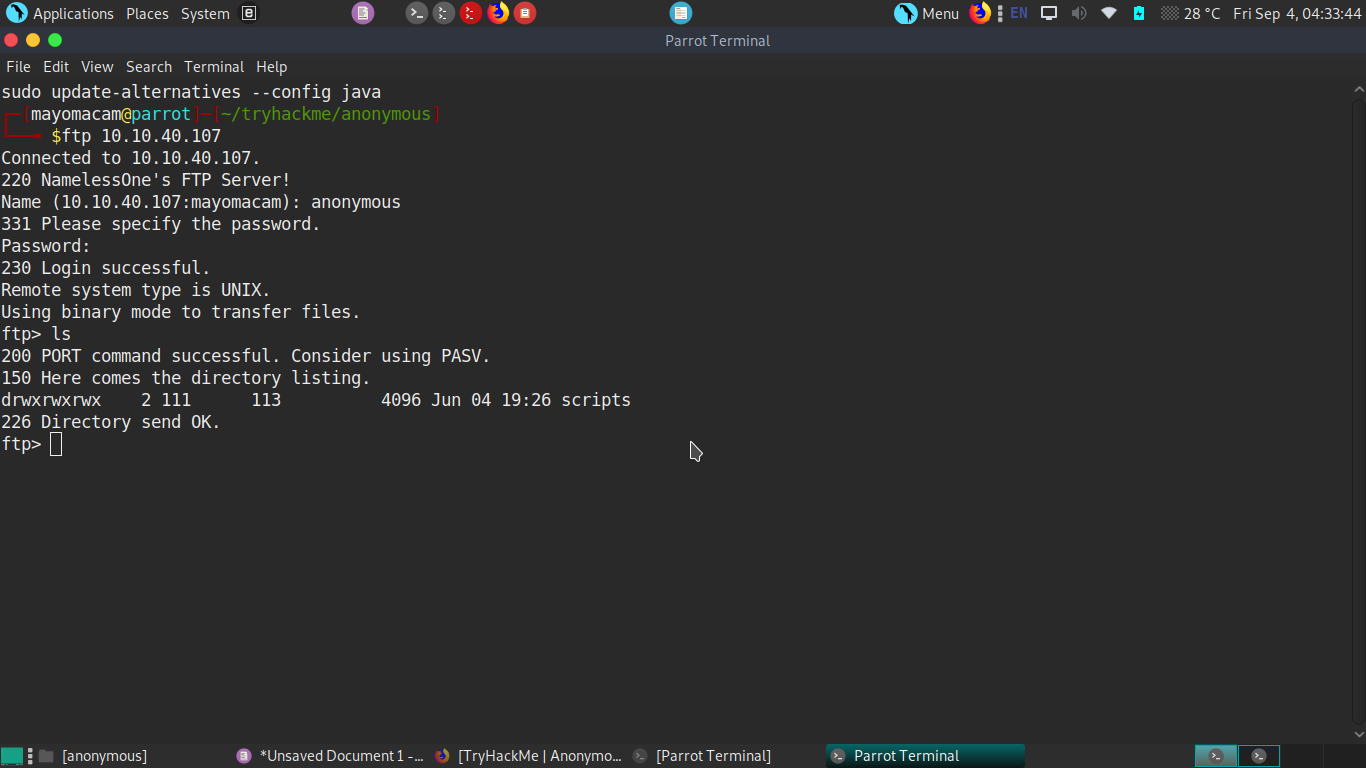 Applications Places System Menu EN 28 °C Fri Sep 4, 04:33:44
Parrot Terminal
File Edit View Search Terminal Help
sudo update-alternatives --config java
┌─[mayomacam@parrot]─[~/tryhackme/anonymous]
└──╼ $ftp 10.10.40.107
Connected to 10.10.40.107.
220 NamelessOne's FTP Server!
Name (10.10.40.107:mayomacam): anonymous
331 Please specify the password.
Password:
230 Login successful.
Remote system type is UNIX.
Using binary mode to transfer files.
ftp> ls
200 PORT command successful. Consider using PASV.
150 Here comes the directory listing.
drwxrwxrwx    2 111      113          4096 Jun 04 19:26 scripts
226 Directory send OK.
ftp>
[anonymous] *Unsaved Document 1 -... [TryHackMe | Anonymo... [Parrot Terminal] Parrot Terminal